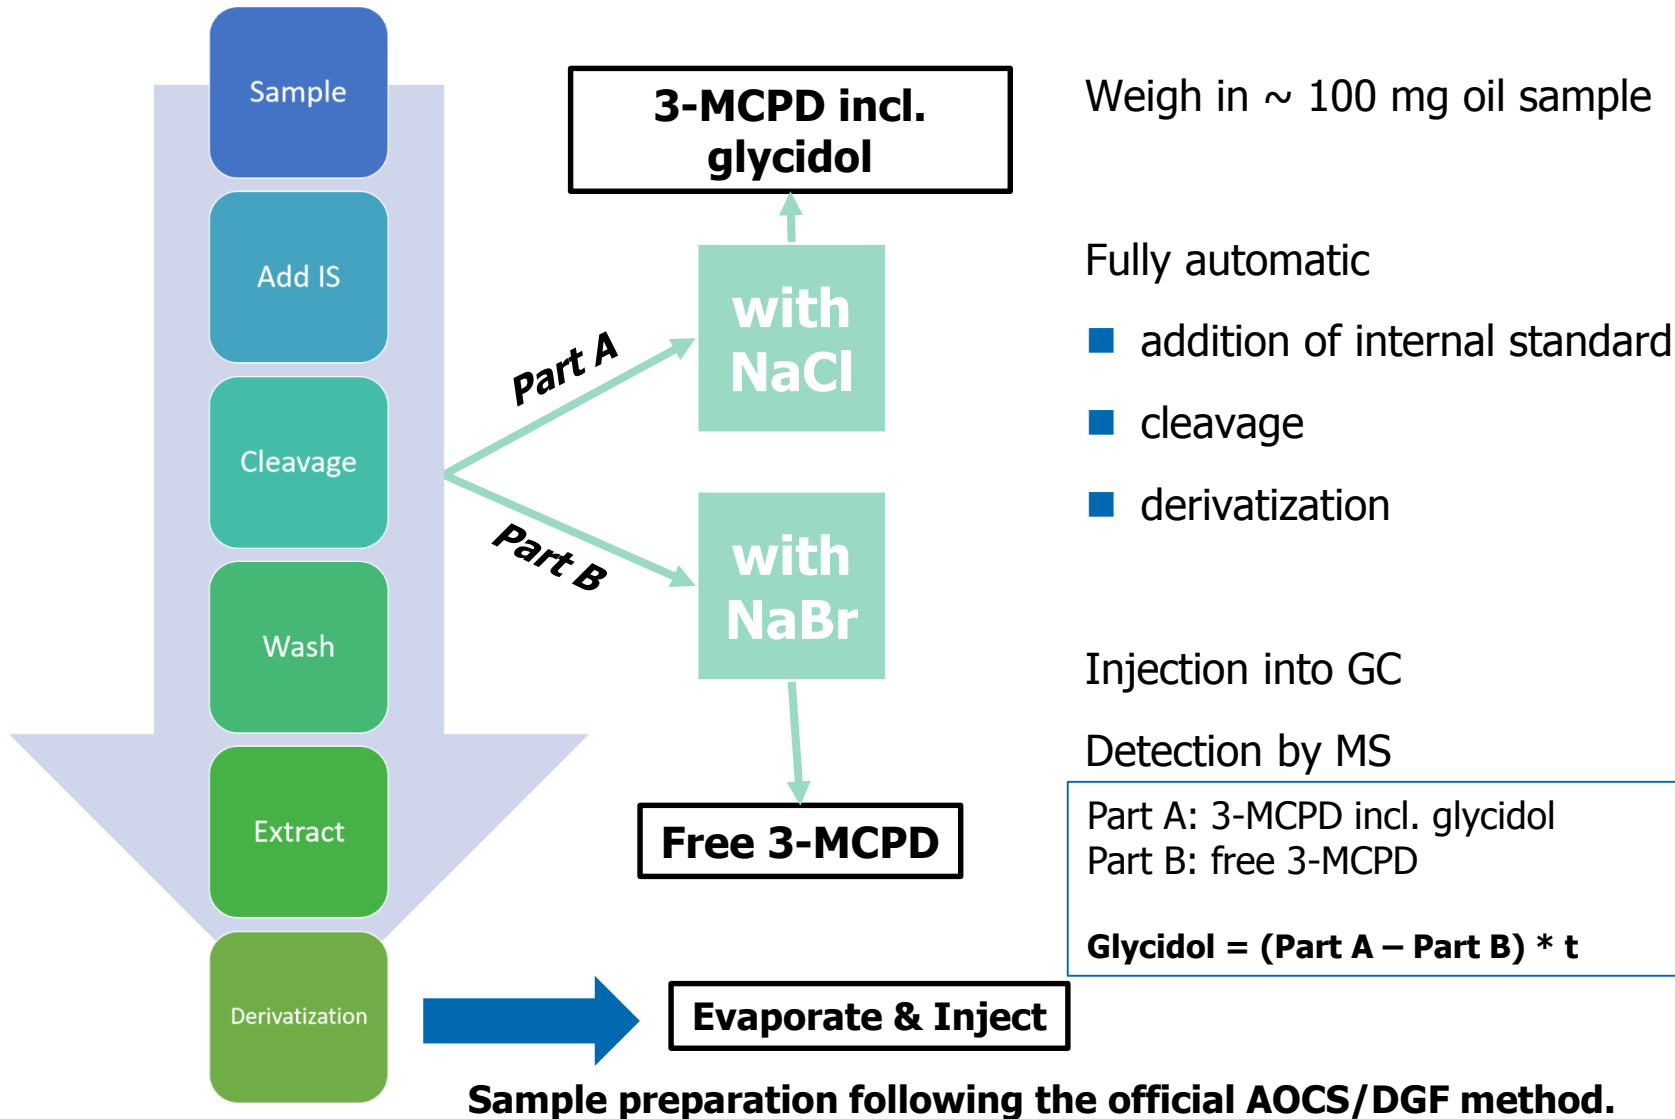 Sample
Add IS
Cleavage
Wash
Extract
Derivatization
3-MCPD incl.
glycidol
Part A
with
NaCl
Part B
with
NaBr
Free 3-MCPD
Evaporate & Inject
Weigh in ~ 100 mg oil sample
Fully automatic
■ addition of internal standard
■ cleavage
■ derivatization
Injection into GC
Detection by MS
Part A: 3-MCPD incl. glycidol
Part B: free 3-MCPD
Glycidol = (Part A – Part B) * t
Sample preparation following the official AOCS/DGF method.